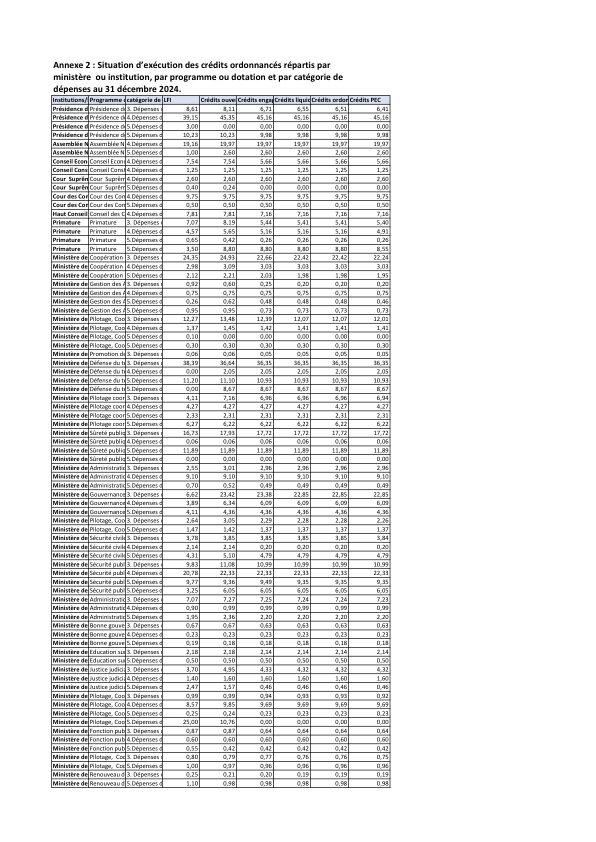 Annexe 2 : Situation d'exécution des crédits ordonnancés répartis par
ministère ou institution, par programme ou dotation et par catégorie de
dépenses au 31 décembre 2024.
Institutions/ Programme catégorie de LFI Crédits ouve Crédits enga Crédits liquid Crédits ordon Crédits PEC
Présidence d Présidence d 3. Dépenses 8,61 8,11 6,71 6,55 6,51 6,41
Présidence d Présidence d 4.Dépenses d 39,15 45,35 45,16 45,16 45,16 45,16
Présidence d Présidence d 5.Dépenses d 3,00 0,00 0,00 0,00 0,00 0,00
Présidence d Présidence d 5.Dépenses d 10,23 10,23 9,98 9,98 9,98 9,98
Assemblée N Assemblée N 4.Dépenses d 19,16 19,97 19,97 19,97 19,97 19,97
Assemblée N Assemblée N 5.Dépenses d 1,00 2,60 2,60 2,60 2,60 2,60
Conseil Econ Conseil Econ 4.Dépenses d 7,54 7,54 5,66 5,66 5,66 5,66
Conseil Cons Conseil Const 4.Dépenses d 1,25 1,25 1,25 1,25 1,25 1,25
Cour Suprên Cour Suprên 4.Dépenses d 2,60 2,60 2,60 2,60 2,60 2,60
Cour Suprên Cour Suprên 5.Dépenses d 0,40 0,24 0,00 0,00 0,00 0,00
Cour des Con Cour des Con 4.Dépenses d 9,75 9,75 9,75 9,75 9,75 9,75
Cour des Con Cour des Con 5.Dépenses d 0,50 0,50 0,50 0,50 0,50 0,50
Haut Conseil Conseil des C 4.Dépenses d 7,81 7,81 7,16 7,16 7,16 7,16
Primature Primature 3. Dépenses 7,07 8,19 5,44 5,41 5,41 5,40
Primature Primature 4.Dépenses d 4,57 5,65 5,16 5,16 5,16 4,91
Primature Primature 5.Dépenses d 0,65 0,42 0,26 0,26 0,26 0,26
Primature Primature 5.Dépenses d 3,50 8,80 8,80 8,80 8,80 8,55
Ministère de Coopération 3. Dépenses 24,35 24,93 22,66 22,42 22,42 22,24
Ministère de Coopération 4.Dépenses d 2,98 3,09 3,03 3,03 3,03 3,03
Ministère de Coopération 5.Dépenses d 2,12 2,21 2,03 1,98 1,98 1,95
Ministère de Gestion des A 3. Dépenses 0,92 0,60 0,25 0,20 0,20 0,20
Ministère de Gestion des A 4.Dépenses d 0,75 0,75 0,75 0,75 0,75 0,75
Ministère de Gestion des A 5.Dépenses d 0,26 0,62 0,48 0,48 0,48 0,46
Ministère de Gestion des A 5.Dépenses d 0,95 0,95 0,73 0,73 0,73 0,73
Ministère de Pilotage, Coo 3. Dépenses 12,27 13,48 12,39 12,07 12,07 12,01
Ministère de Pilotage, Coo 4.Dépenses d 1,37 1,45 1,42 1,41 1,41 1,41
Ministère de Pilotage, Coo 5.Dépenses d 0,10 0,00 0,00 0,00 0,00 0,00
Ministère de Pilotage, Coo 5.Dépenses d 0,30 0,30 0,30 0,30 0,30 0,30
Ministère de Promotion de 3. Dépenses 0,06 0,06 0,05 0,05 0,05 0,05
Ministère de Défense du te 3. Dépenses 38,39 36,64 36,35 36,35 36,35 36,35
Ministère de Défense du te 4.Dépenses d 0,00 2,05 2,05 2,05 2,05 2,05
Ministère de Défense du te 5.Dépenses d 11,20 11,10 10,93 10,93 10,93 10,93
Ministère de Défense du te 5.Dépenses d 0,00 8,67 8,67 8,67 8,67 8,67
Ministère de Pilotage coor 3. Dépenses 4,11 7,16 6,96 6,96 6,96 6,94
Ministère de Pilotage coor 4.Dépenses d 4,27 4,27 4,27 4,27 4,27 4,27
Ministère de Pilotage coor 5.Dépenses d 2,33 2,31 2,31 2,31 2,31 2,31
Ministère de Pilotage coor 5.Dépenses d 6,27 6,22 6,22 6,22 6,22 6,22
Ministère de Sûreté publiq 3. Dépenses 16,73 17,93 17,72 17,72 17,72 17,72
Ministère de Sûreté publiq 4.Dépenses d 0,06 0,06 0,06 0,06 0,06 0,06
Ministère de Sûreté publiq 5.Dépenses d 11,89 11,89 11,89 11,89 11,89 11,89
Ministère de Sûreté publiq 5.Dépenses d 0,00 0,00 0,00 0,00 0,00 0,00
Ministère de Administratio 3. Dépenses 2,55 3,01 2,96 2,96 2,96 2,96
Ministère de Administratio 4.Dépenses d 9,10 9,10 9,10 9,10 9,10 9,10
Ministère de Administratio 5.Dépenses d 0,70 0,52 0,49 0,49 0,49 0,49
Ministère de Gouvernance 3. Dépenses 6,62 23,42 23,38 22,85 22,85 22,85
Ministère de Gouvernance 4.Dépenses d 3,89 6,34 6,09 6,09 6,09 6,09
Ministère de Gouvernance 5.Dépenses d 4,11 4,36 4,36 4,36 4,36 4,36
Ministère de Pilotage, Coo 3. Dépenses 2,64 3,05 2,29 2,28 2,28 2,26
Ministère de Pilotage, Coo 5.Dépenses d 1,47 1,42 1,37 1,37 1,37 1,37
Ministère de Sécurité civile 3. Dépenses 3,78 3,85 3,85 3,85 3,85 3,84
Ministère de Sécurité civile 4.Dépenses d 2,14 2,14 0,20 0,20 0,20 0,20
Ministère de Sécurité civile 5.Dépenses d 4,31 5,10 4,79 4,79 4,79 4,79
Ministère de Sécurité publ 3. Dépenses 9,83 11,08 10,99 10,99 10,99 10,99
Ministère de Sécurité publ 4.Dépenses d 20,78 22,33 22,33 22,33 22,33 22,33
Ministère de Sécurité publ 5.Dépenses d 9,77 9,36 9,49 9,35 9,35 9,35
Ministère de Sécurité publ 5.Dépenses d 3,25 6,05 6,05 6,05 6,05 6,05
Ministère de Administratio 3. Dépenses 7,07 7,27 7,25 7,24 7,24 7,23
Ministère de Administratio 4.Dépenses d 0,90 0,99 0,99 0,99 0,99 0,99
Ministère de Administratio 5.Dépenses d 1,95 2,36 2,20 2,20 2,20 2,20
Ministère de Bonne gouve 3. Dépenses 0,67 0,67 0,63 0,63 0,63 0,63
Ministère de Bonne gouve 4.Dépenses d 0,23 0,23 0,23 0,23 0,23 0,23
Ministère de Bonne gouve 5.Dépenses d 0,19 0,18 0,18 0,18 0,18 0,18
Ministère de Education su 3. Dépenses 2,18 2,18 2,14 2,14 2,14 2,14
Ministère de Education su 5.Dépenses d 0,50 0,50 0,50 0,50 0,50 0,50
Ministère de Justice judicia 3. Dépenses 3,70 4,95 4,33 4,32 4,32 4,32
Ministère de Justice judicia 4.Dépenses d 1,40 1,60 1,60 1,60 1,60 1,60
Ministère de Justice judicia 5.Dépenses d 2,47 1,57 0,46 0,46 0,46 0,46
Ministère de Pilotage, Coo 3. Dépenses 0,99 0,99 0,94 0,93 0,93 0,92
Ministère de Pilotage, Coo 4.Dépenses d 8,57 9,85 9,69 9,69 9,69 9,69
Ministère de Pilotage, Coo 5.Dépenses d 0,25 0,24 0,23 0,23 0,23 0,23
Ministère de Pilotage, Coo 5.Dépenses d 25,00 10,76 0,00 0,00 0,00 0,00
Ministère de Fonction pub 3. Dépenses 0,87 0,87 0,64 0,64 0,64 0,64
Ministère de Fonction pub 4.Dépenses d 0,60 0,60 0,60 0,60 0,60 0,60
Ministère de Fonction pub 5.Dépenses d 0,55 0,42 0,42 0,42 0,42 0,42
Ministère de Pilotage, Coo 3. Dépenses 0,80 0,79 0,77 0,76 0,76 0,75
Ministère de Pilotage, Coo 5.Dépenses d 1,00 0,97 0,96 0,96 0,96 0,96
Ministère de Renouveau d 3. Dépenses 0,25 0,21 0,20 0,19 0,19 0,19
Ministère de Renouveau d 5.Dépenses d 1,10 0,98 0,98 0,98 0,98 0,98